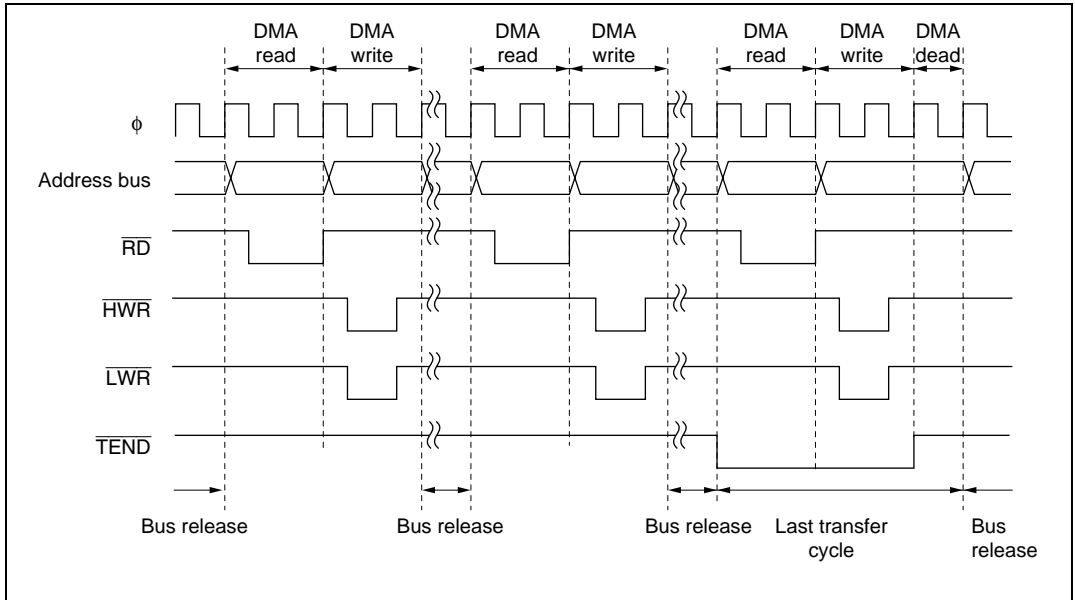 DMA read
DMA write
DMA read
DMA write
DMA read
DMA write
DMA dead
ϕ
Address bus
RD
HWR
LWR
TEND
Bus release
Bus release
Bus release
Last transfer cycle
Bus release